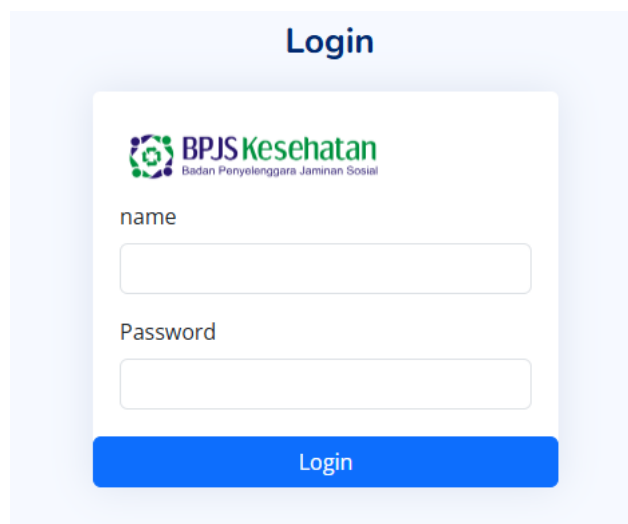 Login
BPJS Kesehatan
Badan Penyelenggara Jaminan Sosial
name
Password
Login